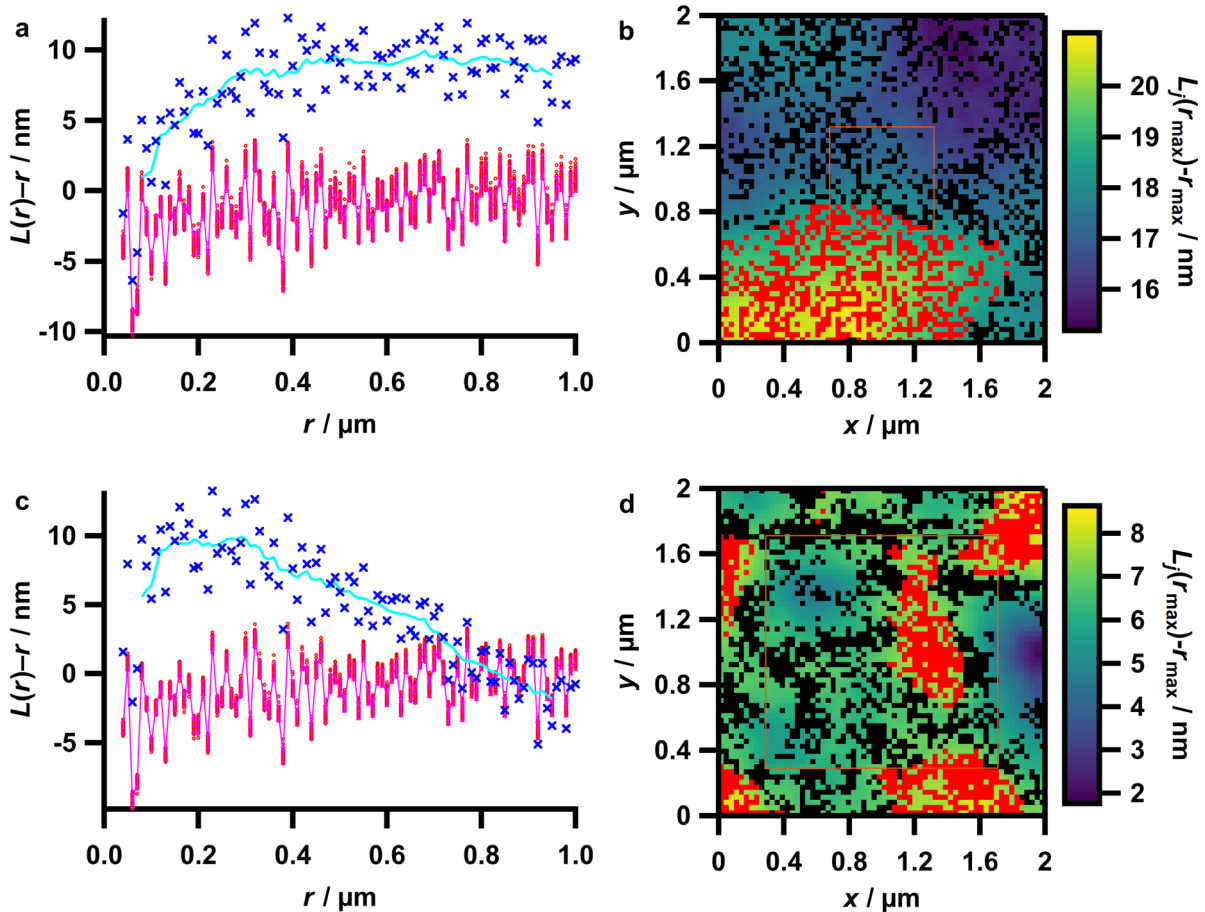 a
L(r)–r / nm
10
5
0
-5
-10
0.0 0.2 0.4 0.6 0.8 1.0
r / µm
b
y / µm
2
1.6
1.2
0.8
0.4
0
0 0.4 0.8 1.2 1.6 2
x / µm
20
19
18
17
16
Lj(rmax)-rmax / nm
c
L(r)–r / nm
10
5
0
-5
0.0 0.2 0.4 0.6 0.8 1.0
r / µm
d
y / µm
2
1.6
1.2
0.8
0.4
0
0 0.4 0.8 1.2 1.6 2
x / µm
8
7
6
5
4
3
2
Lj(rmax)-rmax / nm